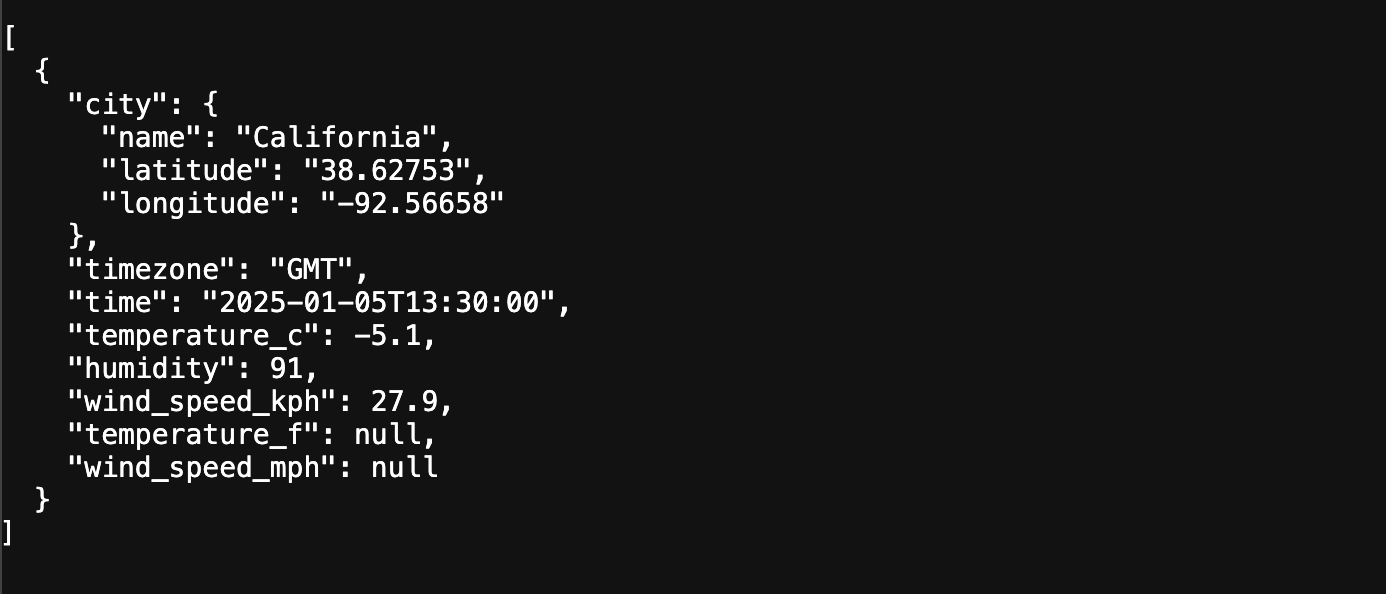 [
  {
    "city": {
      "name": "California",
      "latitude": "38.62753",
      "longitude": "-92.56658"
    },
    "timezone": "GMT",
    "time": "2025-01-05T13:30:00",
    "temperature_c": -5.1,
    "humidity": 91,
    "wind_speed_kph": 27.9,
    "temperature_f": null,
    "wind_speed_mph": null
  }
]